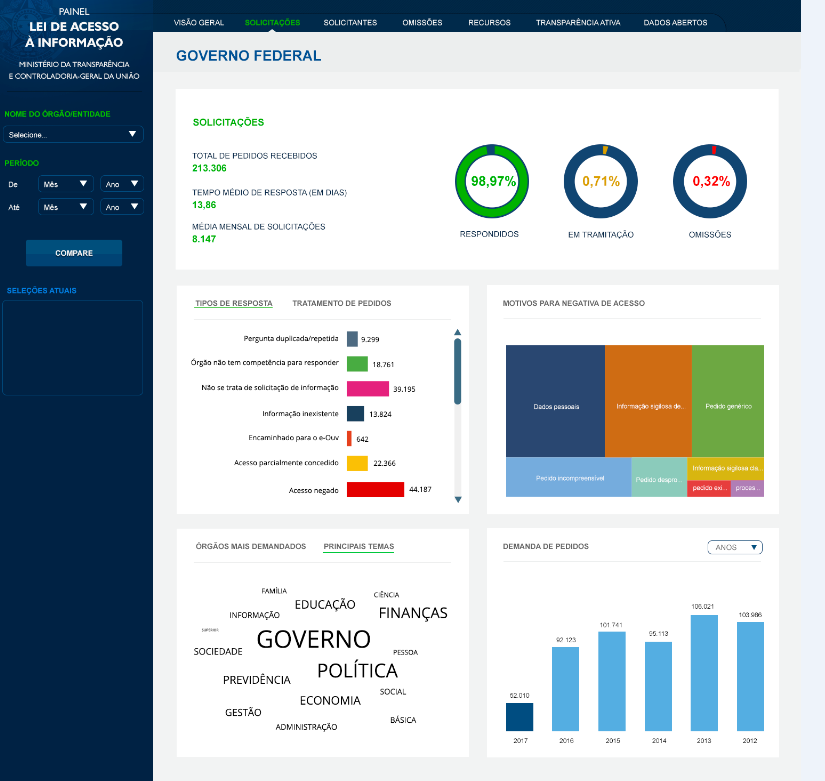 PAINEL
LEI DE ACESSO
À INFORMAÇÃO
MINISTÉRIO DA TRANSPARÊNCIA
E CONTROLADORIA-GERAL DA UNIÃO
NOME DO ÓRGÃO/ENTIDADE
Selecione...
PERÍODO
De Mês Ano
Até Mês Ano
COMPARE
SELEÇÕES ATUAIS
VISÃO GERAL SOLICITAÇÕES SOLICITANTES OMISSÕES RECURSOS TRANSPARÊNCIA ATIVA DADOS ABERTOS
GOVERNO FEDERAL
SOLICITAÇÕES
TOTAL DE PEDIDOS RECEBIDOS
213.306
TEMPO MÉDIO DE RESPOSTA (EM DIAS)
13,86
MÉDIA MENSAL DE SOLICITAÇÕES
8.147
98,97% 0,71% 0,32%
RESPONDIDOS EM TRAMITAÇÃO OMISSÕES
TIPOS DE RESPOSTA TRATAMENTO DE PEDIDOS
Pergunta duplicada/repetida 9,299
Órgão não tem competência para responder 18.761
Não se trata de solicitação de informação 39.195
Informação inexistente 13.824
Encaminhado para o e-Ouv 642
Acesso parcialmente concedido 22.366
Acesso negado 44.187
MOTIVOS PARA NEGATIVA DE ACESSO
Dados pessoais Informação sigilosa de... Pedido genérico
Pedido incompreensível Pedido despro... Informação sigilosa cla...
pedido exi... proces...
ÓRGÃOS MAIS DEMANDADOS PRINCIPAIS TEMAS
FAMÍLIA
CIÊNCIA
EDUCAÇÃO
INFORMAÇÃO
FINANÇAS
GOVERNO
SOCIEDADE
PESSOA
POLÍTICA
PREVIDÊNCIA
SOCIAL
ECONOMIA
GESTÃO
BÁSICA
ADMINISTRAÇÃO
DEMANDA DE PEDIDOS ANOS
52.010 92.123 101.741 95.113 105.021 103.986
2017 2016 2015 2014 2013 2012